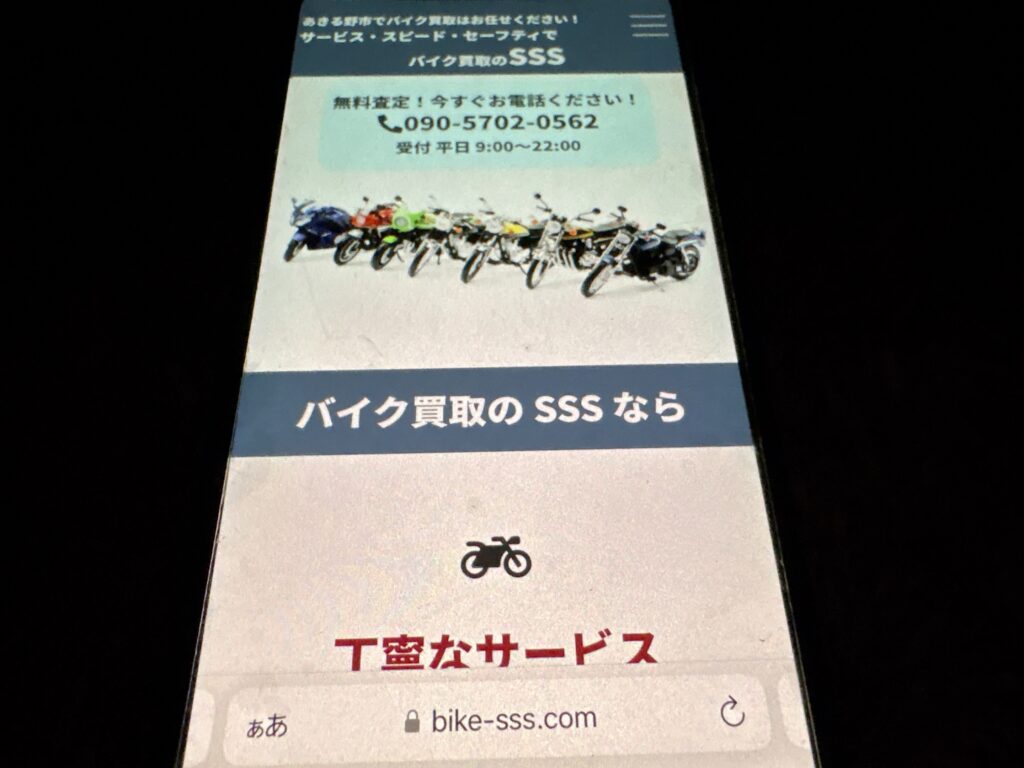 あきる野市でバイク買取はお任せください！
サービス・スピード・セーフティで
バイク買取のSSS
無料査定！今すぐお電話ください！
090-5702-0562
受付 平日 9:00〜22:00
バイク買取の SSS なら
丁寧なサービス
ぁあ
bike-sss.com